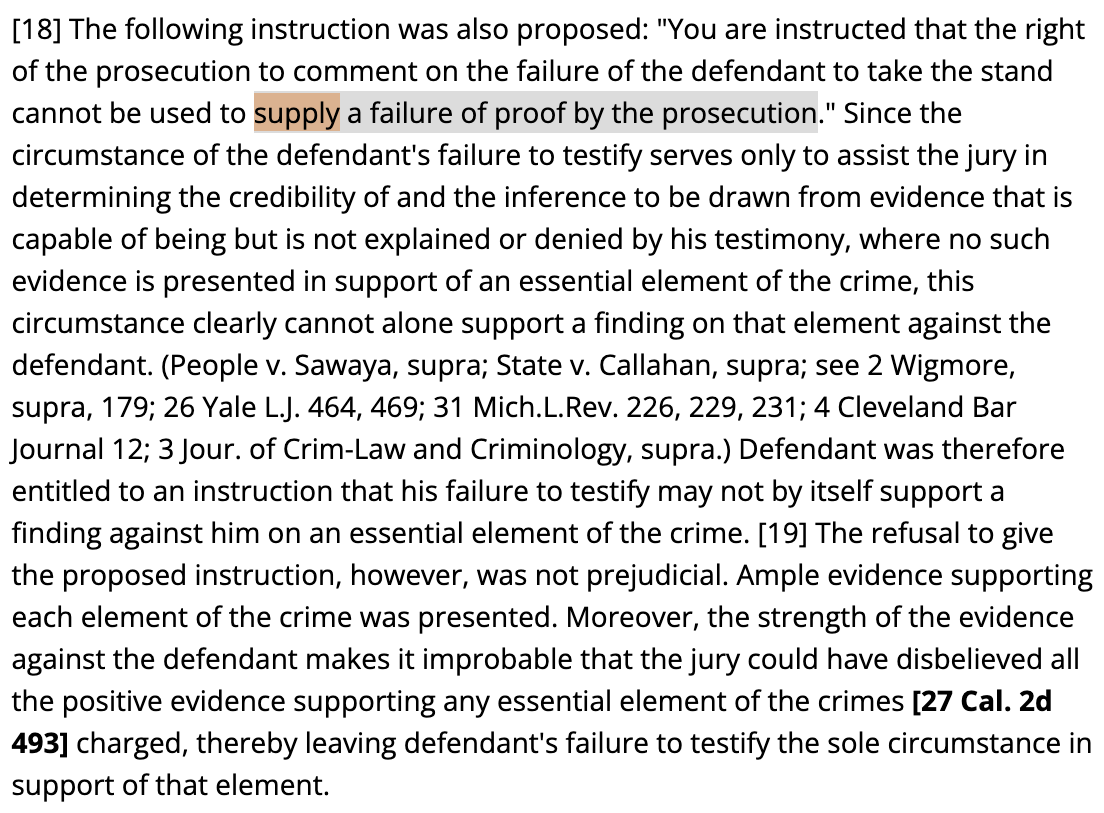 [18] The following instruction was also proposed: "You are instructed that the right
of the prosecution to comment on the failure of the defendant to take the stand
cannot be used to supply a failure of proof by the prosecution." Since the
circumstance of the defendant's failure to testify serves only to assist the jury in
determining the credibility of and the inference to be drawn from evidence that is
capable of being but is not explained or denied by his testimony, where no such
evidence is presented in support of an essential element of the crime, this
circumstance clearly cannot alone support a finding on that element against the
defendant. (People v. Sawaya, supra; State v. Callahan, supra; see 2 Wigmore,
supra, 179; 26 Yale L.J. 464, 469; 31 Mich.L.Rev. 226, 229, 231; 4 Cleveland Bar
Journal 12; 3 Jour. of Crim-Law and Criminology, supra.) Defendant was therefore
entitled to an instruction that his failure to testify may not by itself support a
finding against him on an essential element of the crime. [19] The refusal to give
the proposed instruction, however, was not prejudicial. Ample evidence supporting
each element of the crime was presented. Moreover, the strength of the evidence
against the defendant makes it improbable that the jury could have disbelieved all
the positive evidence supporting any essential element of the crimes [27 Cal. 2d
493] charged, thereby leaving defendant's failure to testify the sole circumstance in
support of that element.